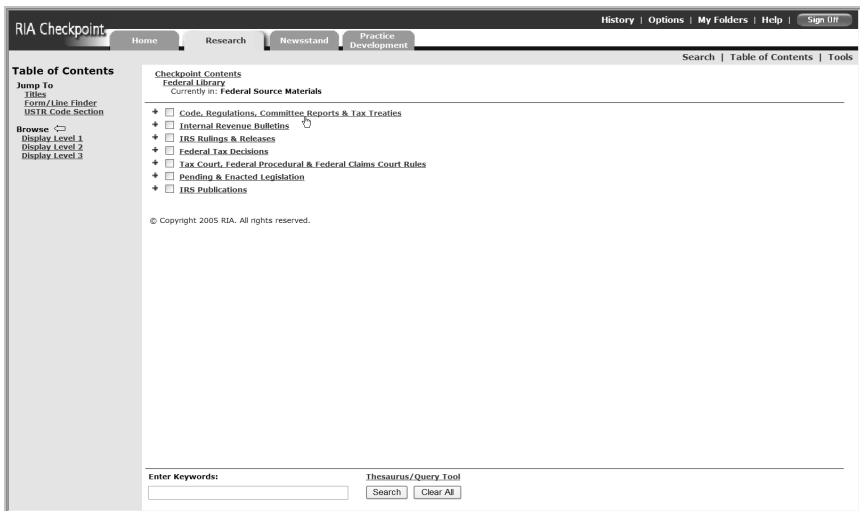 RIA Checkpoint
History | Options | My Folders | Help | Sign Off
Home Research Newsstand Practice Development
Search | Table of Contents | Tools
Table of Contents
Jump To
Titles
Form/Line Finder
USTR Code Section
Browse
Display Level 1
Display Level 2
Display Level 3
Checkpoint Contents
Federal Library
Currently in: Federal Source Materials
Code, Regulations, Committee Reports & Tax Treaties
Internal Revenue Bulletins
IRS Rulings & Releases
Federal Tax Decisions
Tax Court, Federal Procedural & Federal Claims Court Rules
Pending & Enacted Legislation
IRS Publications
© Copyright 2005 RIA. All rights reserved.
Enter Keywords: Thesaurus/Query Tool
Search Clear All